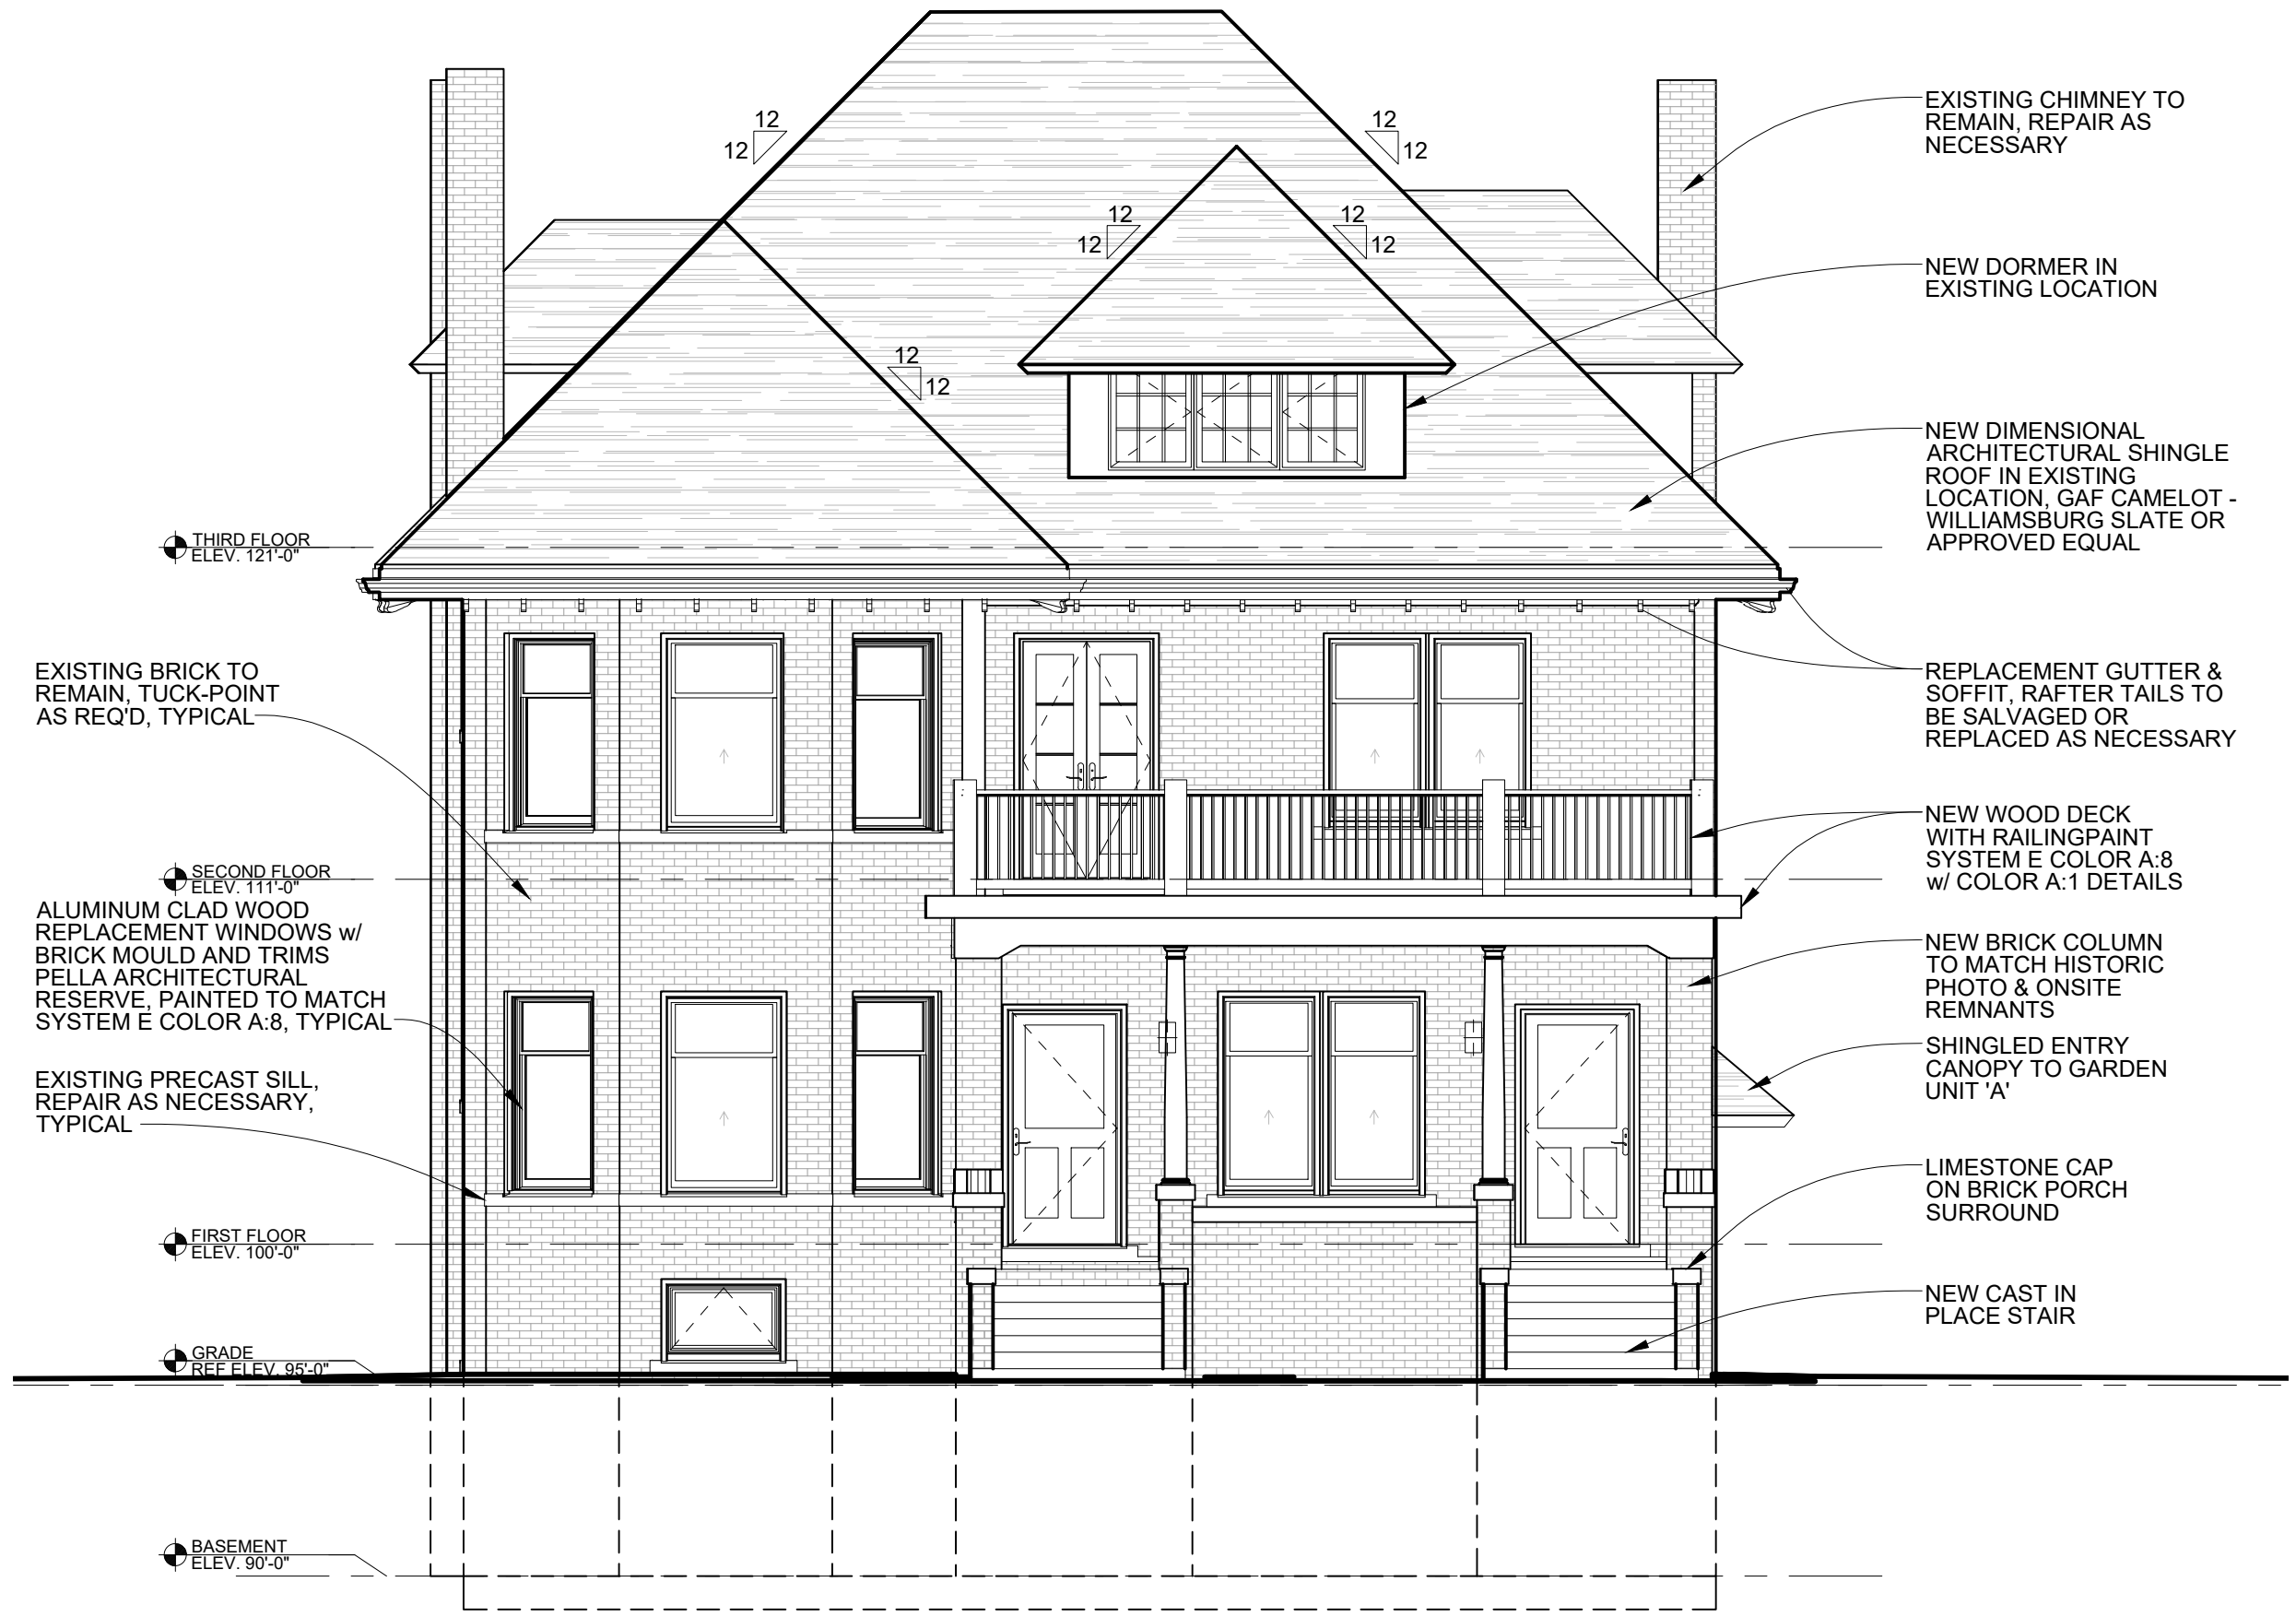 12
12
12
12
12
12
12
12
12
12
EXISTING CHIMNEY TO
REMAIN, REPAIR AS
NECESSARY
NEW DORMER IN
EXISTING LOCATION
NEW DIMENSIONAL
ARCHITECTURAL SHINGLE
ROOF IN EXISTING
LOCATION, GAF CAMELOT -
WILLIAMSBURG SLATE OR
APPROVED EQUAL
THIRD FLOOR
ELEV. 121'-0"
EXISTING BRICK TO
REMAIN, TUCK-POINT
AS REQ'D, TYPICAL
REPLACEMENT GUTTER &
SOFFIT, RAFTER TAILS TO
BE SALVAGED OR
REPLACED AS NECESSARY
SECOND FLOOR
ELEV. 111'-0"
NEW WOOD DECK
WITH RAILINGPAINT
SYSTEM E COLOR A:8
w/ COLOR A:1 DETAILS
ALUMINUM CLAD WOOD
REPLACEMENT WINDOWS w/
BRICK MOULD AND TRIMS
PELLA ARCHITECTURAL
RESERVE, PAINTED TO MATCH
SYSTEM E COLOR A:8, TYPICAL
NEW BRICK COLUMN
TO MATCH HISTORIC
PHOTO & ONSITE
REMNANTS
SHINGLED ENTRY
CANOPY TO GARDEN
UNIT 'A'
EXISTING PRECAST SILL,
REPAIR AS NECESSARY,
TYPICAL
LIMESTONE CAP
ON BRICK PORCH
SURROUND
FIRST FLOOR
ELEV. 100'-0"
NEW CAST IN
PLACE STAIR
GRADE
REF ELEV. 95'-0"
BASEMENT
ELEV. 90'-0"